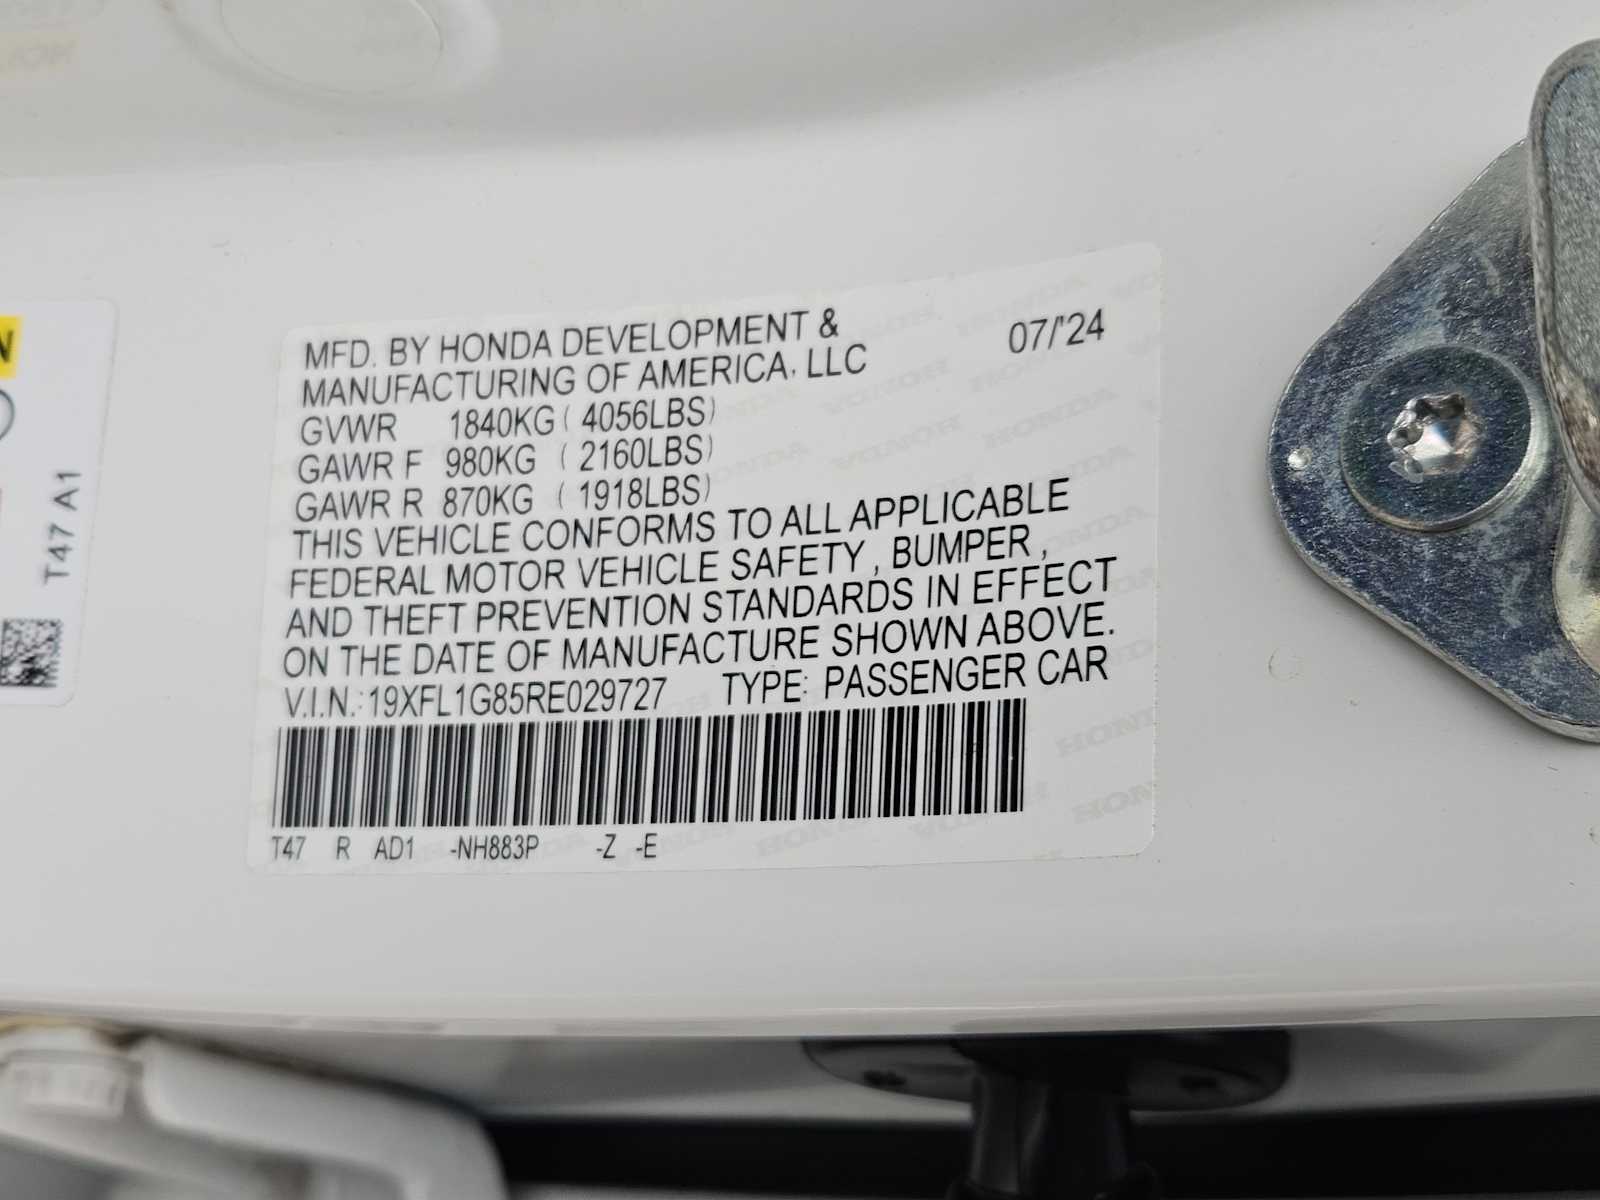 MFD. BY HONDA DEVELOPMENT & 07/'24
MANUFACTURING OF AMERICA, LLC
GVWR 1840KG ( 4056LBS)
GAWR F 980KG ( 2160LBS)
GAWR R 870KG ( 1918LBS)
THIS VEHICLE CONFORMS TO ALL APPLICABLE
FEDERAL MOTOR VEHICLE SAFETY , BUMPER ,
AND THEFT PREVENTION STANDARDS IN EFFECT
ON THE DATE OF MANUFACTURE SHOWN ABOVE.
V.I.N.: 19XFL1G85RE029727 TYPE: PASSENGER CAR
T47 R AD1 -NH883P -Z -E
T47 A1